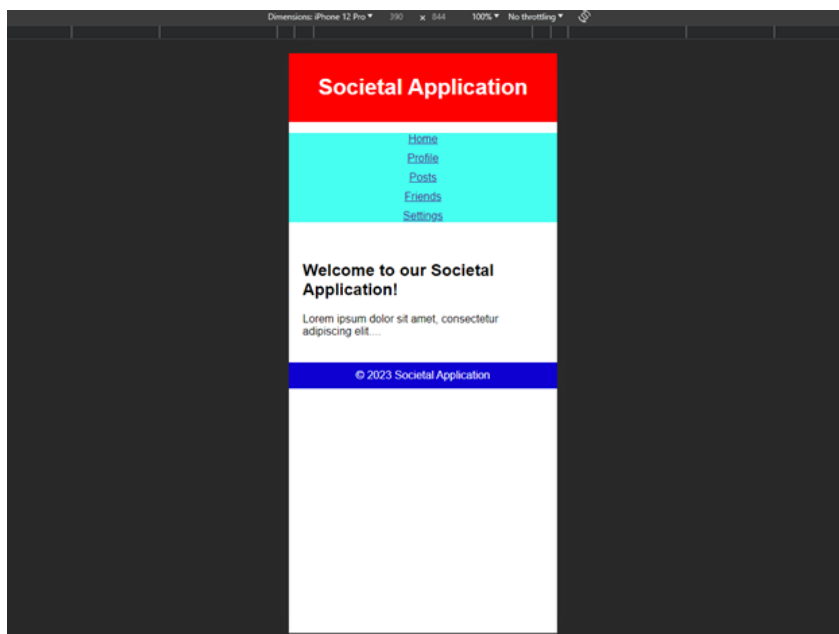 Dimensions: iPhone 12 Pro ▼ 390 x 844 100% ▼ No throttling ▼
Societal Application
Home
Profile
Posts
Friends
Settings
Welcome to our Societal
Application!
Lorem ipsum dolor sit amet, consectetur
adipiscing elit....
© 2023 Societal Application